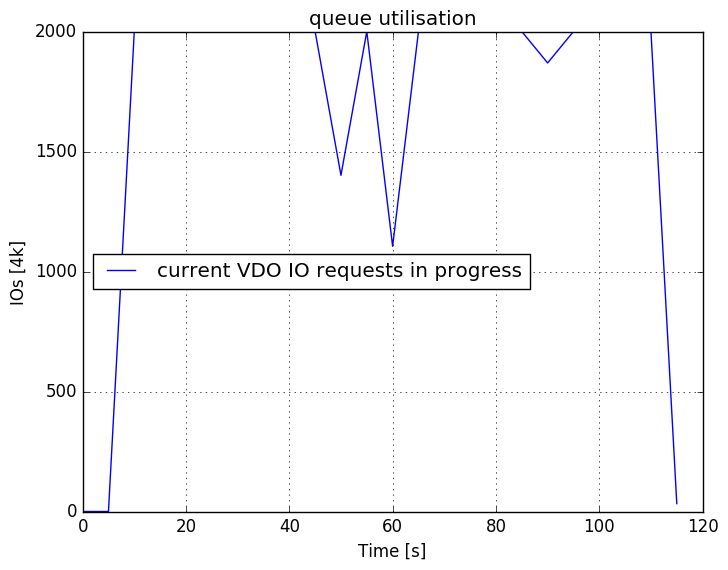 queue utilisation
2000
1500
1000
500
0
IOs [4k]
current VDO IO requests in progress
0 20 40 60 80 100 120
Time [s]